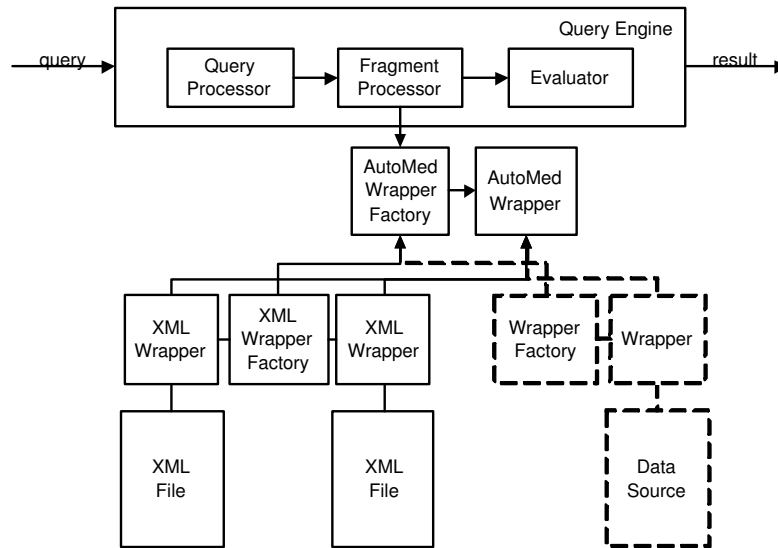 Query Engine
query
result
Query
Processor
Fragment
Processor
Evaluator
AutoMed
Wrapper
Factory
AutoMed
Wrapper
XML
Wrapper
XML
Wrapper
Factory
XML
Wrapper
Wrapper
Factory
Wrapper
XML
File
XML
File
Data
Source